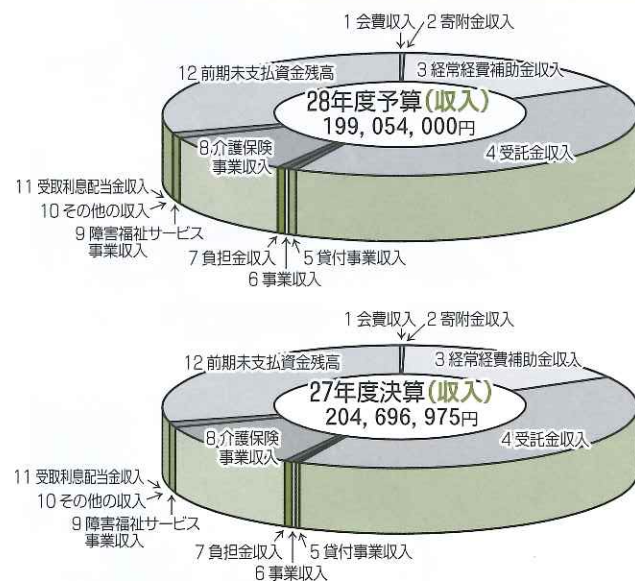 1 会費収入
2 寄附金収入
12 前期未支払資金残高
3 経常経費補助金収入
28年度予算(収入)
199,054,000円
8 介護保険
事業収入
4 受託金収入
11 受取利息配当金収入
10 その他の収入
9 障害福祉サービス
事業収入
7 負担金収入
5 貸付事業収入
6 事業収入
1 会費収入
2 寄附金収入
12 前期未支払資金残高
3 経常経費補助金収入
27年度決算(収入)
204,696,975円
8 介護保険
事業収入
4 受託金収入
11 受取利息配当金収入
10 その他の収入
9 障害福祉サービス
事業収入
7 負担金収入
5 貸付事業収入
6 事業収入